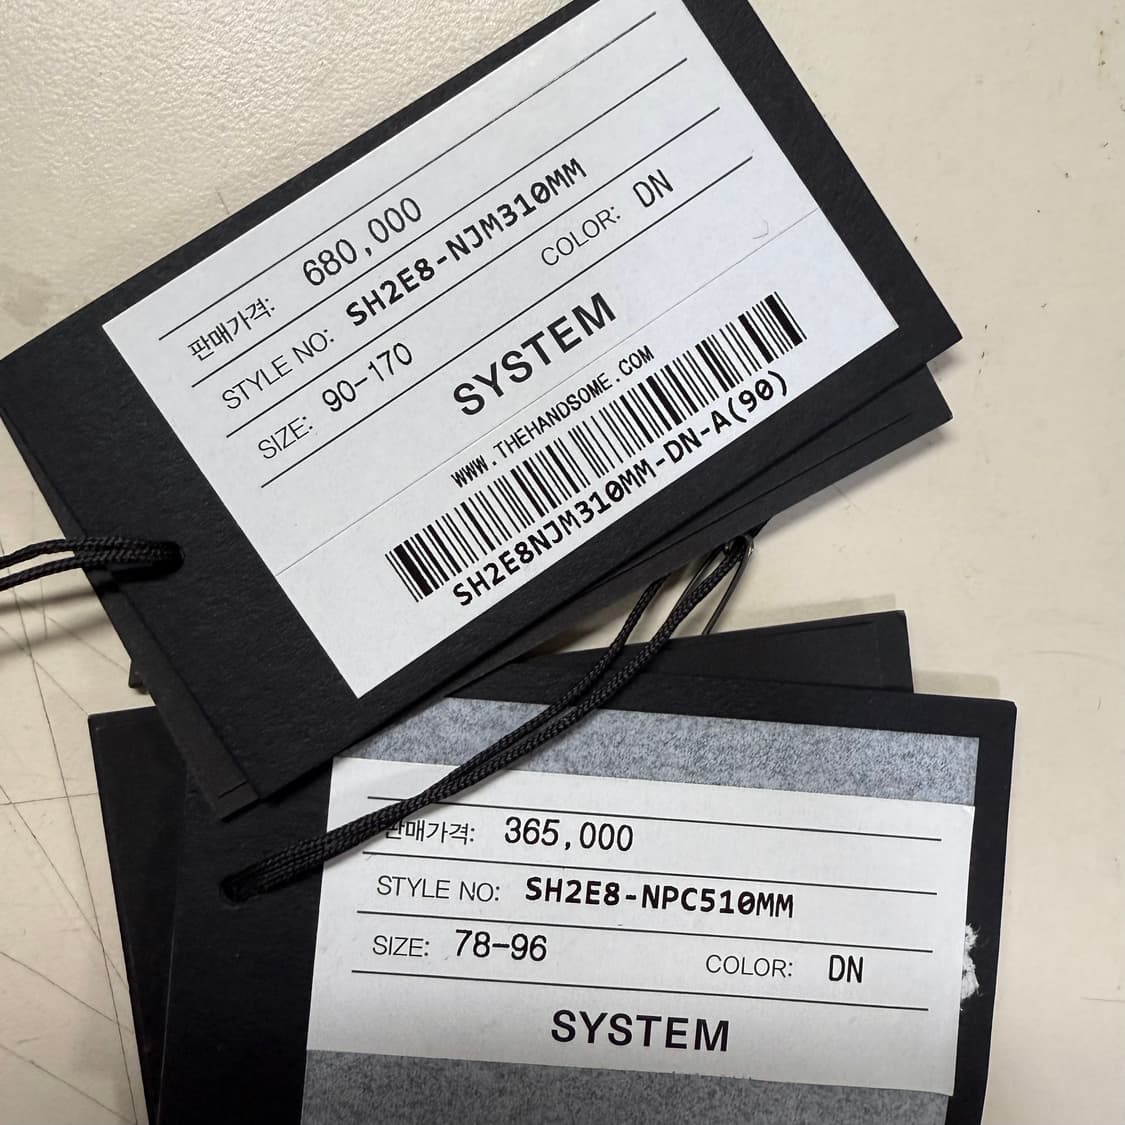 판매가격: 680,000
STYLE NO: SH2E8-NJM310MM
SIZE: 90-170 COLOR: DN
SYSTEM
WWW.THEHANDSOME.COM
SH2E8NJM310MM-DN-A(90)
판매가격: 365,000
STYLE NO: SH2E8-NPC510MM
SIZE: 78-96 COLOR: DN
SYSTEM